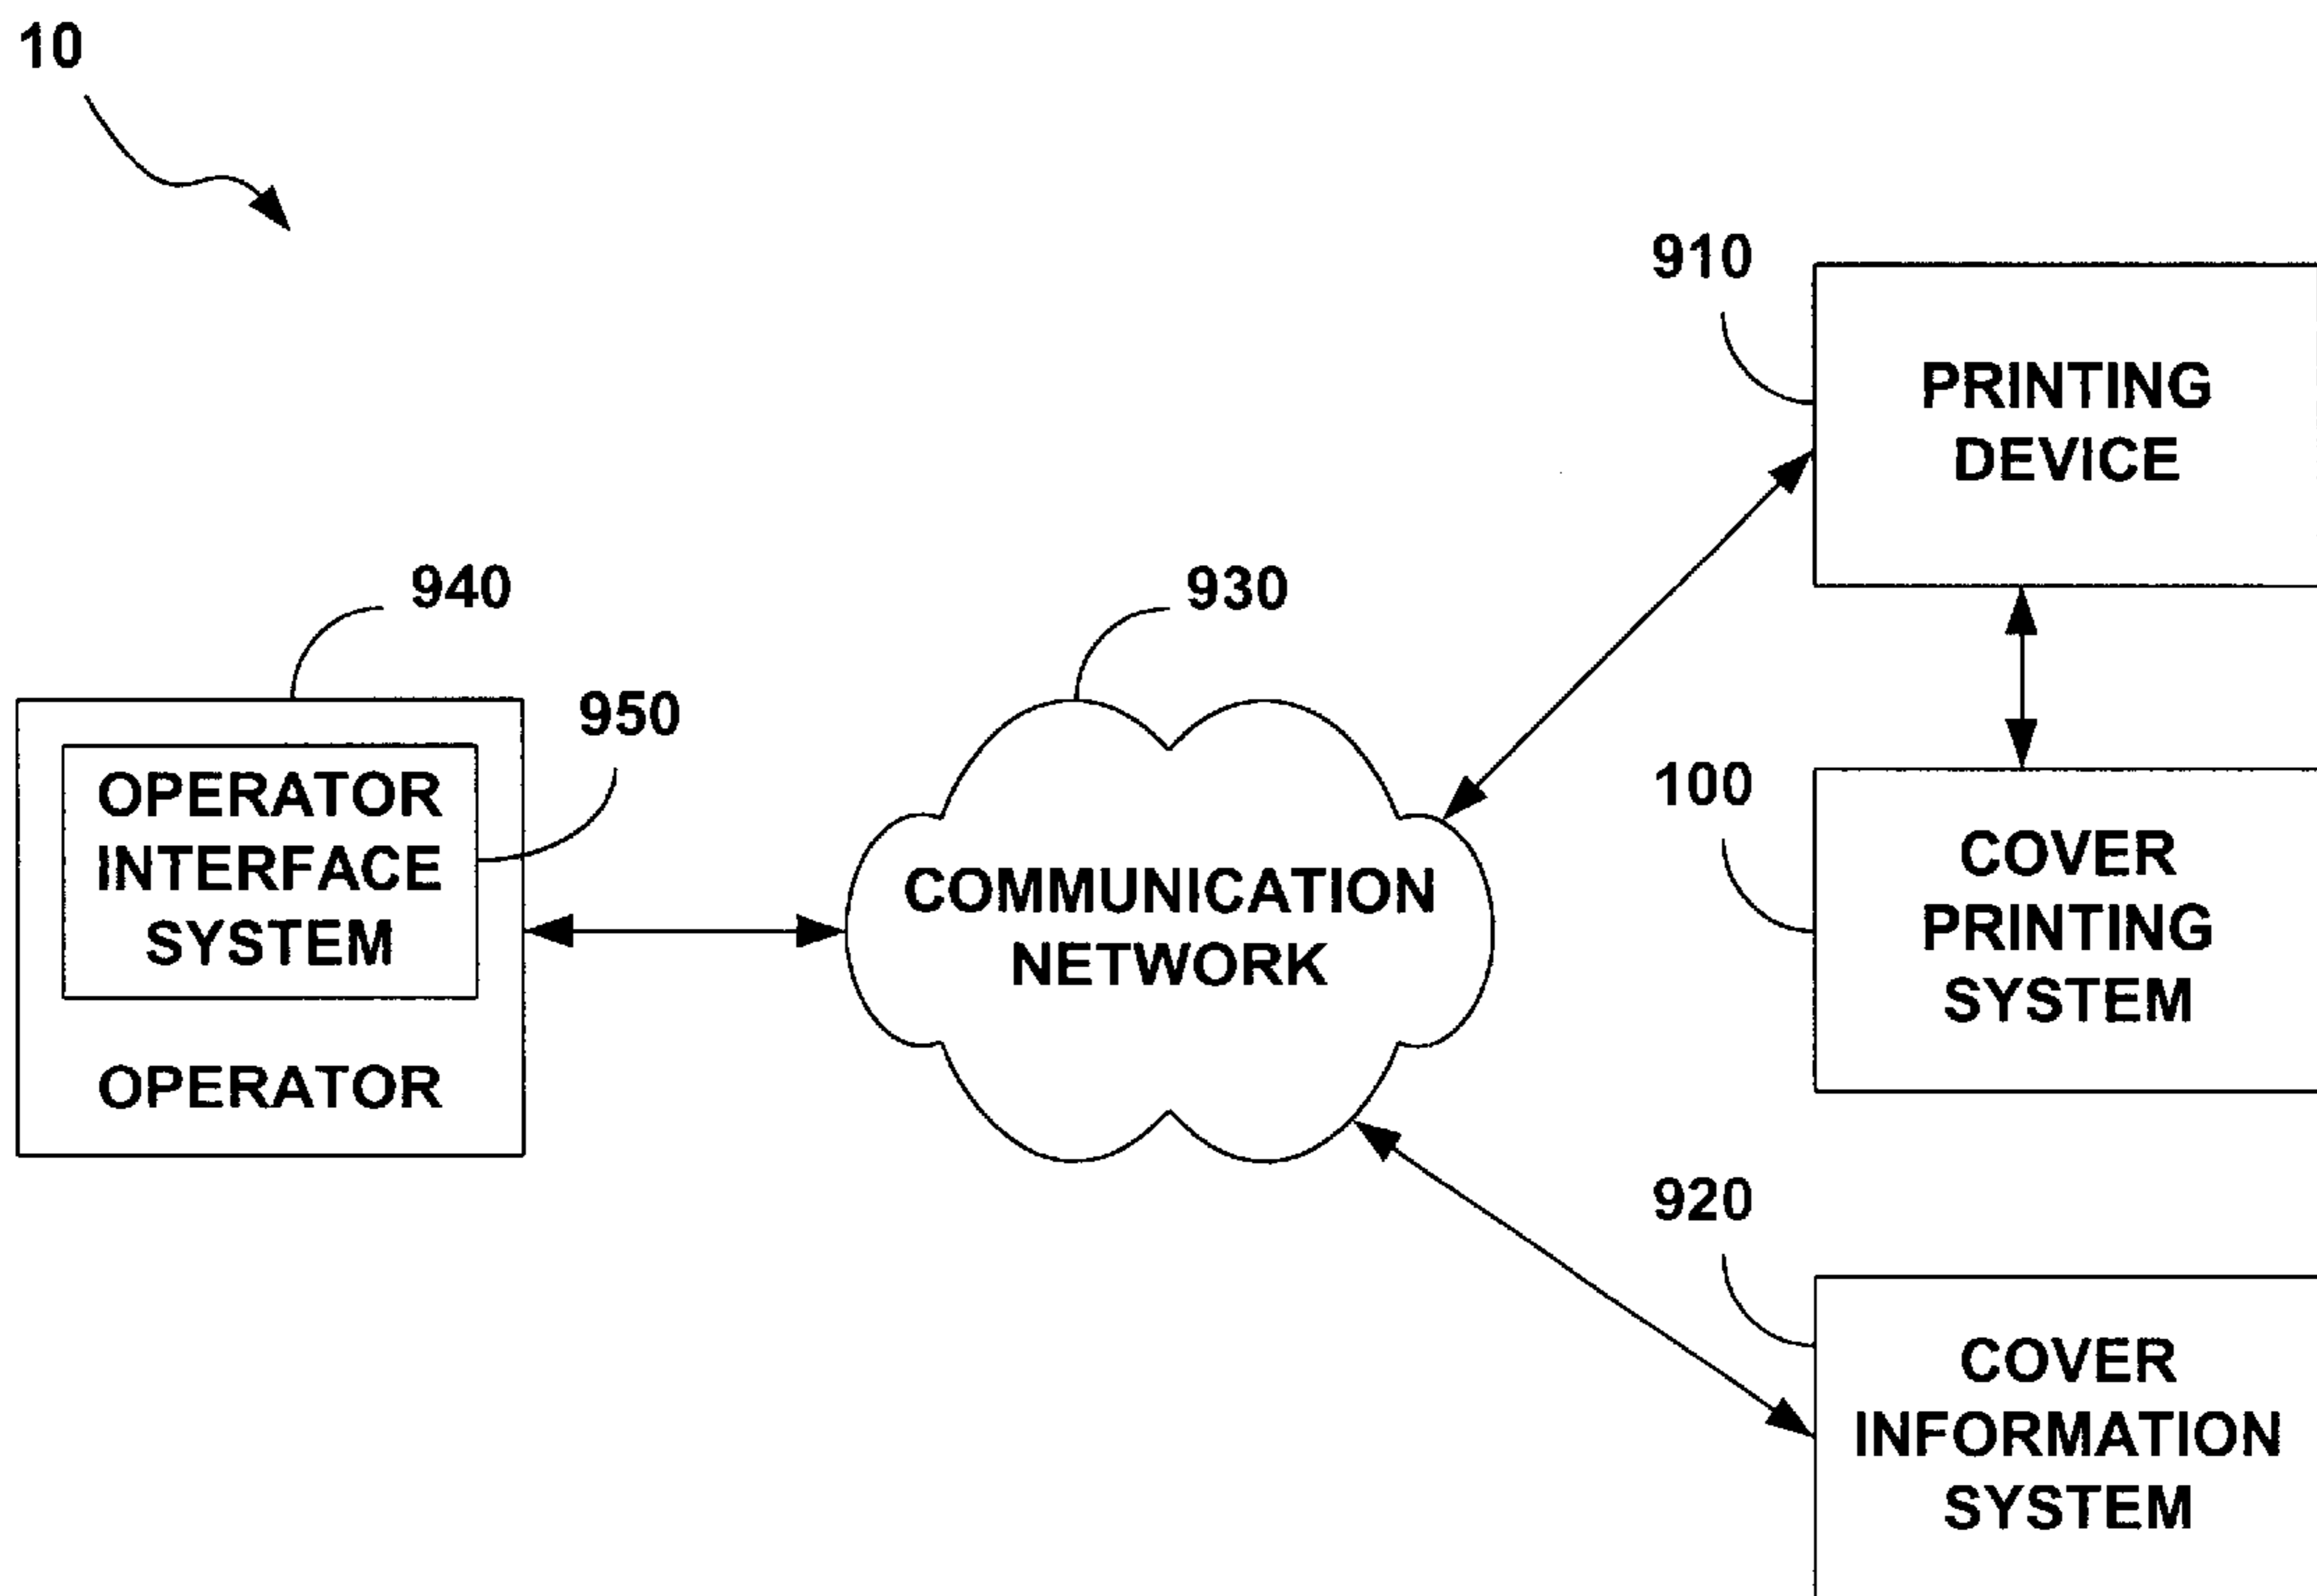 10
910
PRINTING
DEVICE
940
930
950
OPERATOR
INTERFACE
SYSTEM
OPERATOR
COMMUNICATION
NETWORK
100
COVER
PRINTING
SYSTEM
920
COVER
INFORMATION
SYSTEM